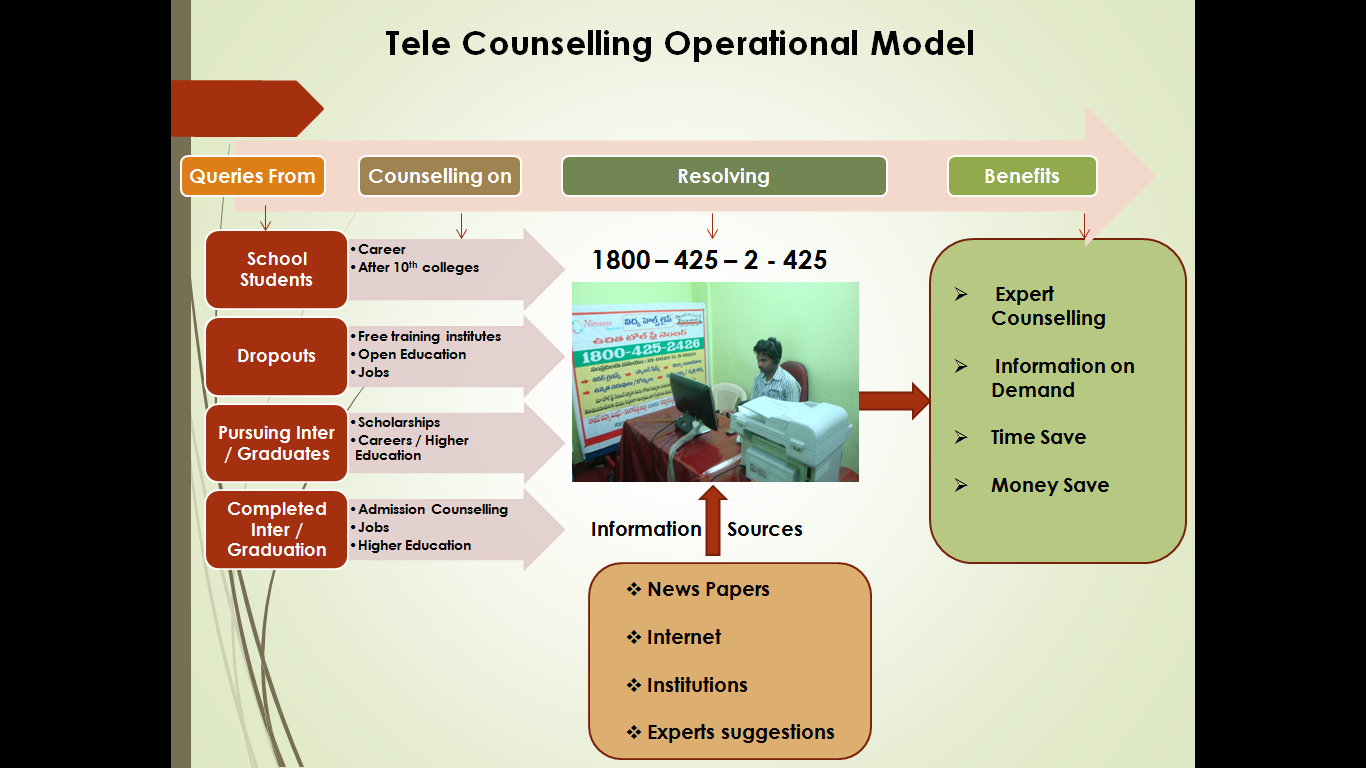 Tele Counselling Operational Model
Queries From
Counselling on
Resolving
Benefits
School
Students
• Career
• After 10th colleges
Dropouts
• Free training institutes
• Open Education
• Jobs
Pursuing Inter
/ Graduates
• Scholarships
• Careers / Higher
Education
Completed
Inter /
Graduation
• Admission Counselling
• Jobs
• Higher Education
1800 – 425 – 2 - 425
Nirmaan
విద్య హెల్ప్ లైన్
ఉచిత టోల్ ఫ్రీ నెంబర్
1800-425-2426
Information Sources
❖ News Papers
❖ Internet
❖ Institutions
❖ Experts suggestions
➢ Expert
Counselling
➢ Information on
Demand
➢ Time Save
➢ Money Save